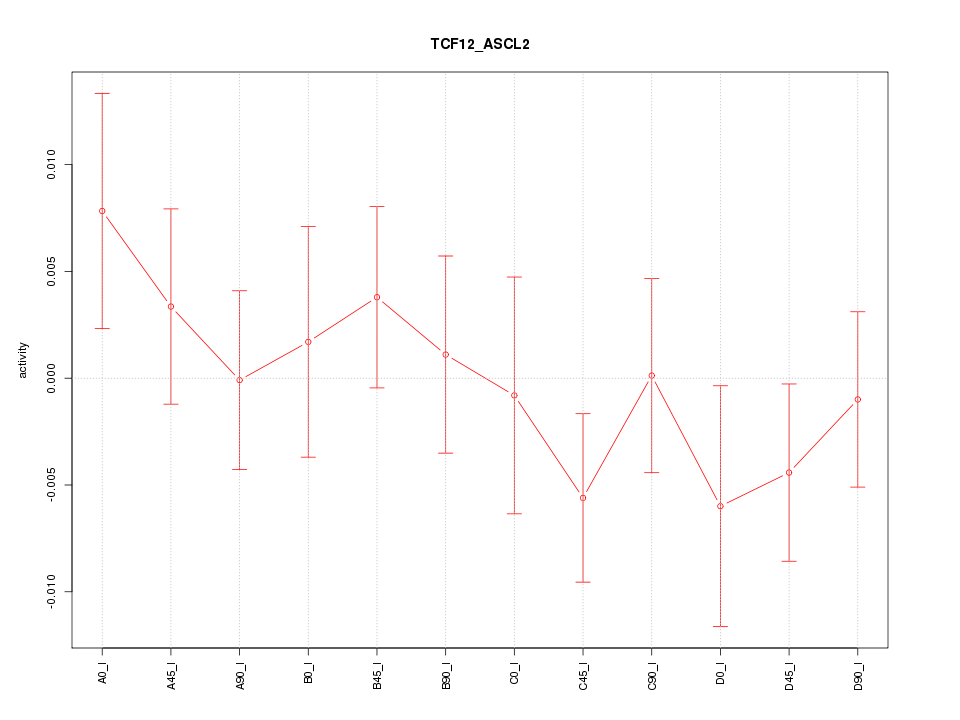 TCF12_ASCL2
activity
0.010
0.005
0.000
-0.005
-0.010
A0_I
A45_I
A90_I
B0_I
B45_I
B90_I
C0_I
C45_I
C90_I
D0_I
D45_I
D90_I